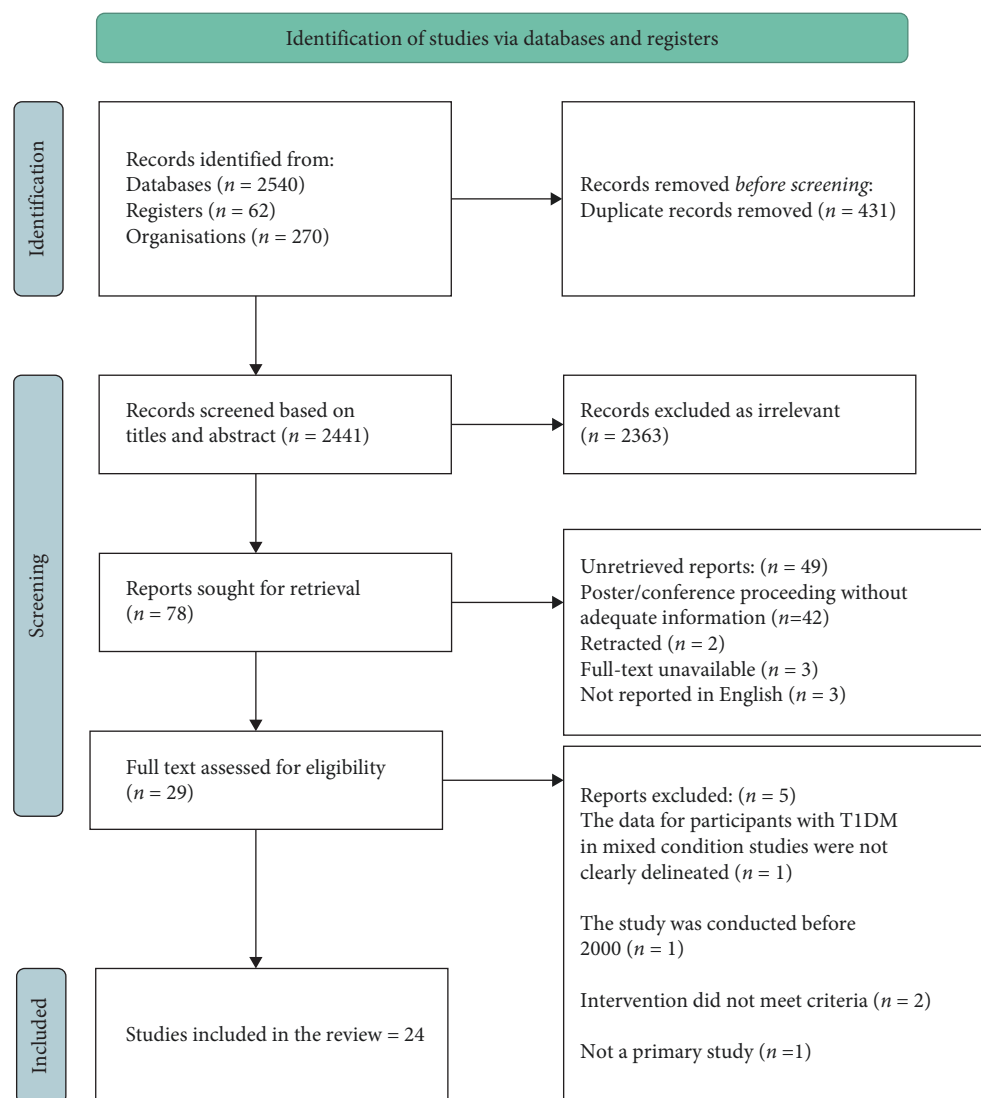 Identification of studies via databases and registers
Identification
Records identified from:
Databases (n = 2540)
Registers (n = 62)
Organisations (n = 270)
Records removed before screening:
Duplicate records removed (n = 431)
Screening
Records screened based on
titles and abstract (n = 2441)
Records excluded as irrelevant
(n = 2363)
Reports sought for retrieval
(n = 78)
Unretrieved reports: (n = 49)
Poster/conference proceeding without
adequate information (n=42)
Retracted (n = 2)
Full-text unavailable (n = 3)
Not reported in English (n = 3)
Full text assessed for eligibility
(n = 29)
Reports excluded: (n = 5)
The data for participants with T1DM
in mixed condition studies were not
clearly delineated (n = 1)
The study was conducted before
2000 (n = 1)
Intervention did not meet criteria (n = 2)
Not a primary study (n =1)
Included
Studies included in the review = 24